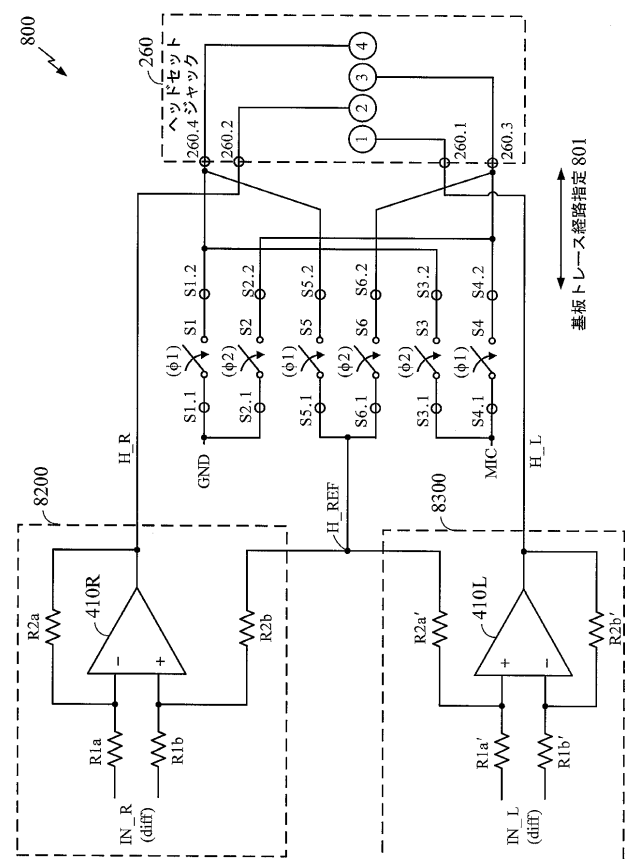 800
260
ヘッドセット
ジャック
1
2
3
4
260.4
260.2
260.1
260.3
基板トレース経路指定 801
S1.1 (ϕ1) S1 S1.2
S2.1 (ϕ2) S2 S2.2
S5.1 (ϕ1) S5 S5.2
S6.1 (ϕ2) S6 S6.2
S3.1 (ϕ2) S3 S3.2
S4.1 (ϕ1) S4 S4.2
GND
MIC
H_R
H_L
H_REF
8200
R2a
410R
-
+
R1a
R1b
R2b
IN_R
(diff)
8300
R2a′
410L
+
-
R1a′
R1b′
R2b′
IN_L
(diff)